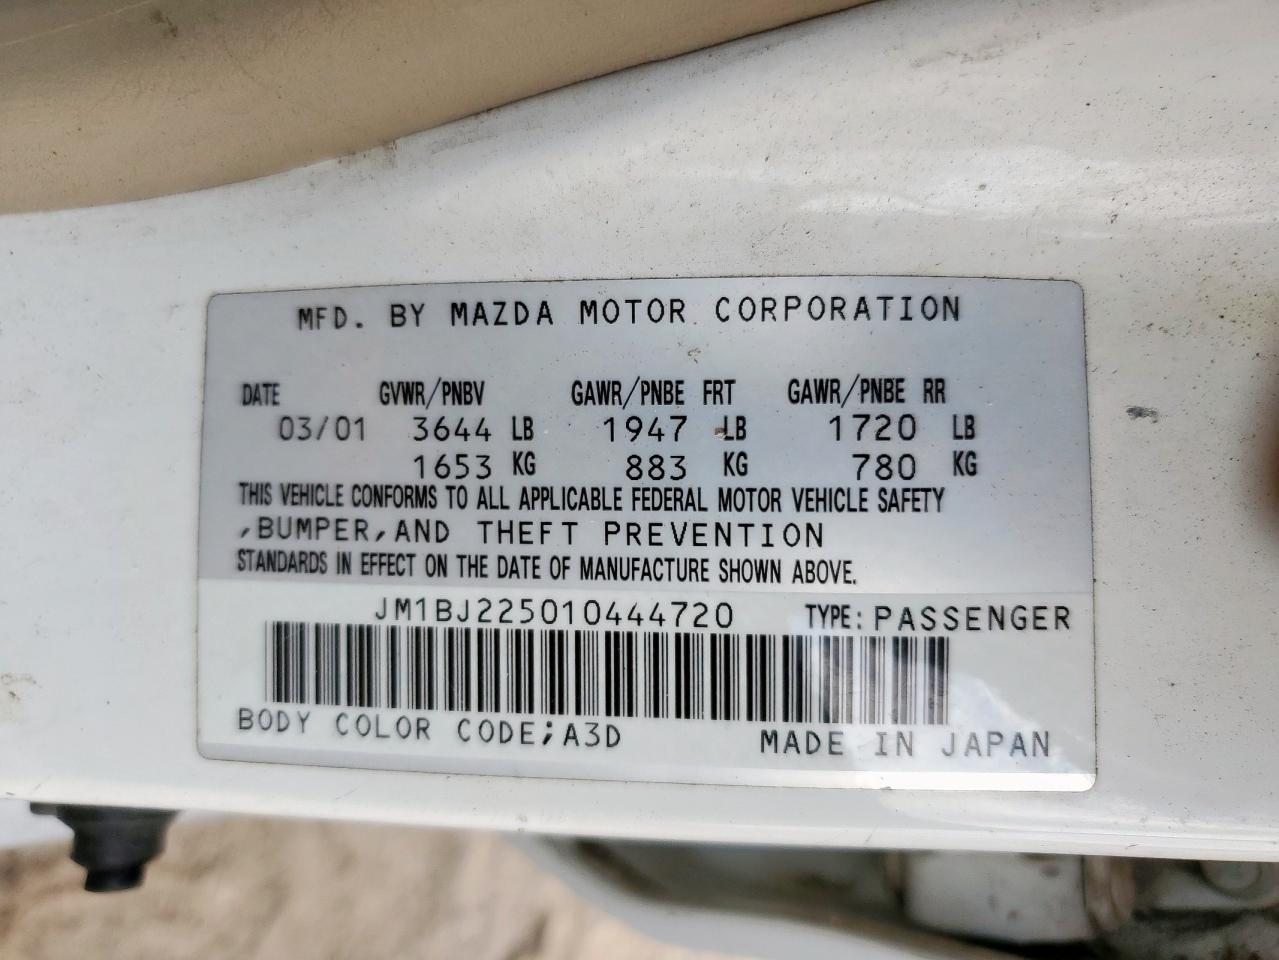 MFD. BY MAZDA MOTOR CORPORATION
DATE GVWR/PNBV GAWR/PNBE FRT GAWR/PNBE RR
03/01 3644 LB 1947 LB 1720 LB
1653 KG 883 KG 780 KG
THIS VEHICLE CONFORMS TO ALL APPLICABLE FEDERAL MOTOR VEHICLE SAFETY
,BUMPER,AND THEFT PREVENTION
STANDARDS IN EFFECT ON THE DATE OF MANUFACTURE SHOWN ABOVE.
JM1BJ225010444720 TYPE: PASSENGER
BODY COLOR CODE;A3D MADE IN JAPAN